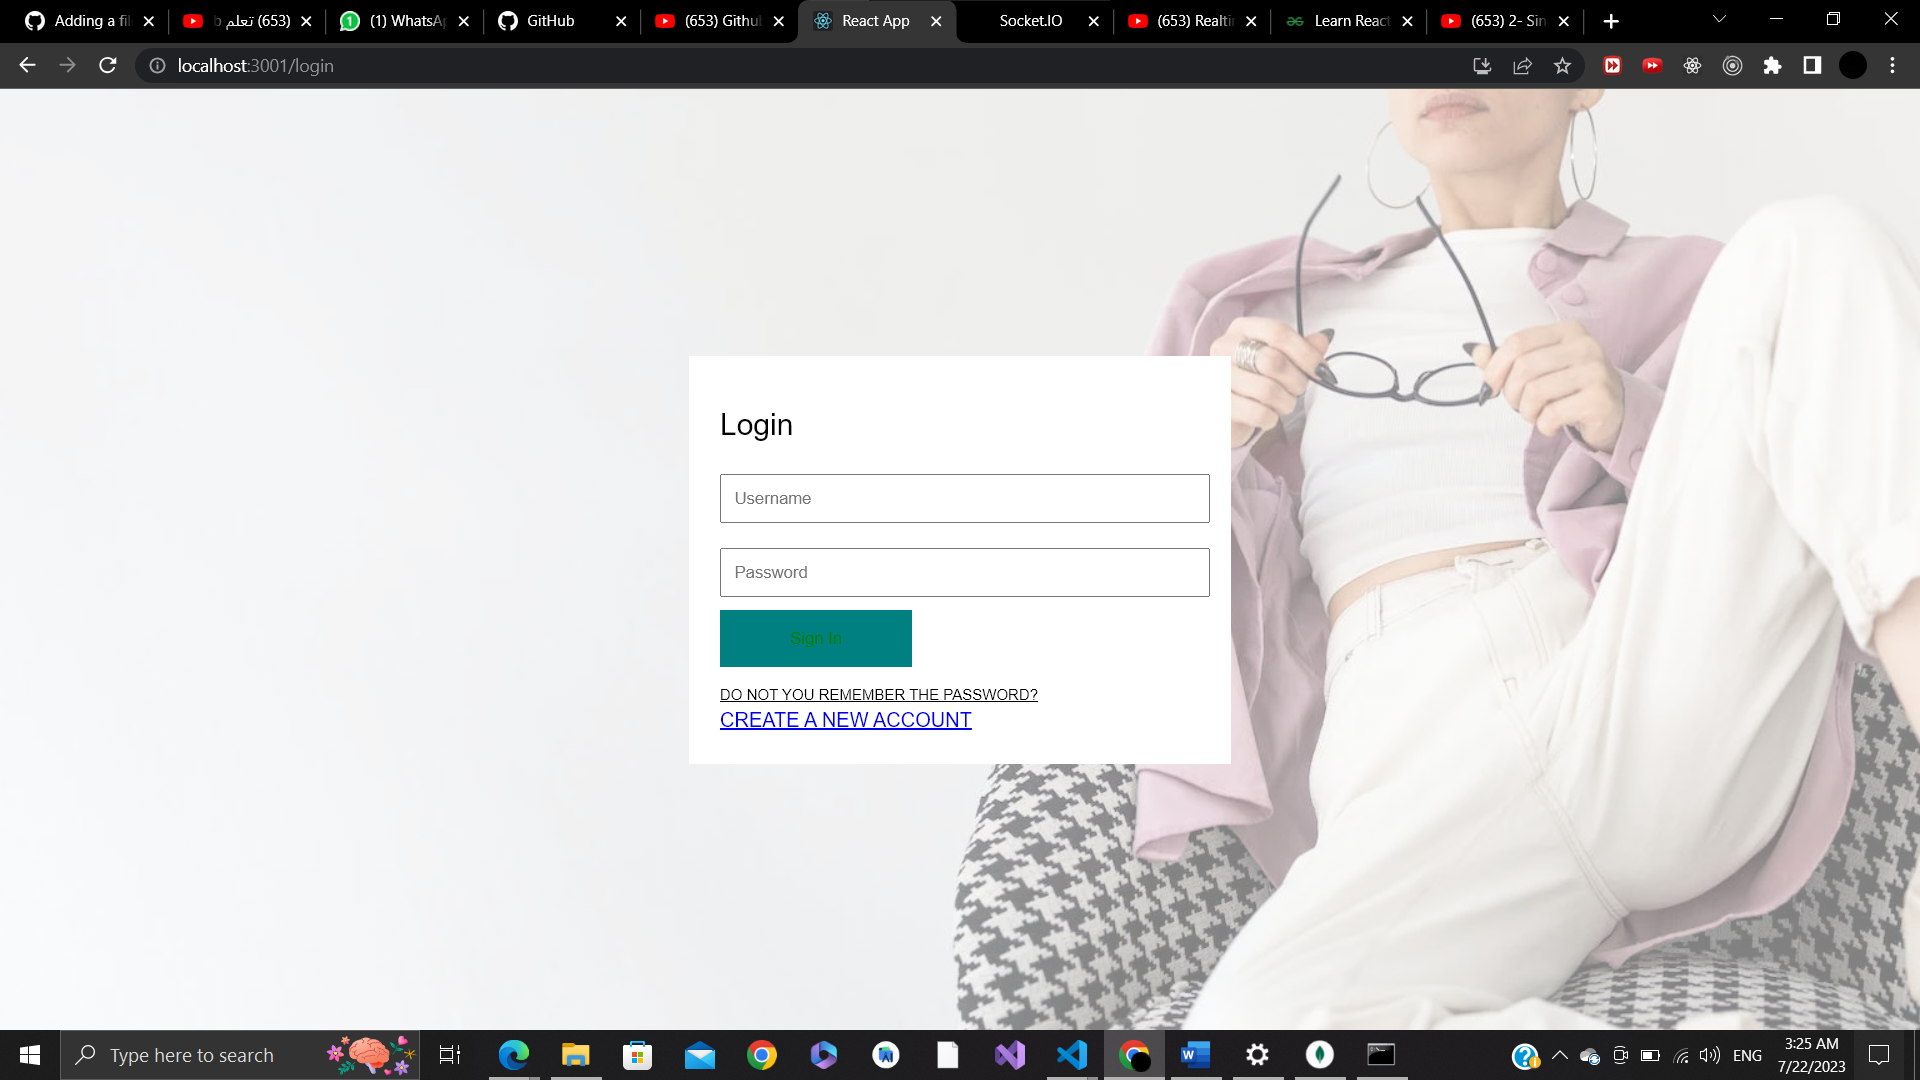 Adding a fil
(653) تعلم b
(1) WhatsAp
GitHub
(653) Github
React App
Socket.IO
(653) Realtim
Learn React
(653) 2- Sin
localhost:3001/login
Login
Username
Password
Sign In
DO NOT YOU REMEMBER THE PASSWORD?
CREATE A NEW ACCOUNT
Type here to search
ENG
3:25 AM
7/22/2023